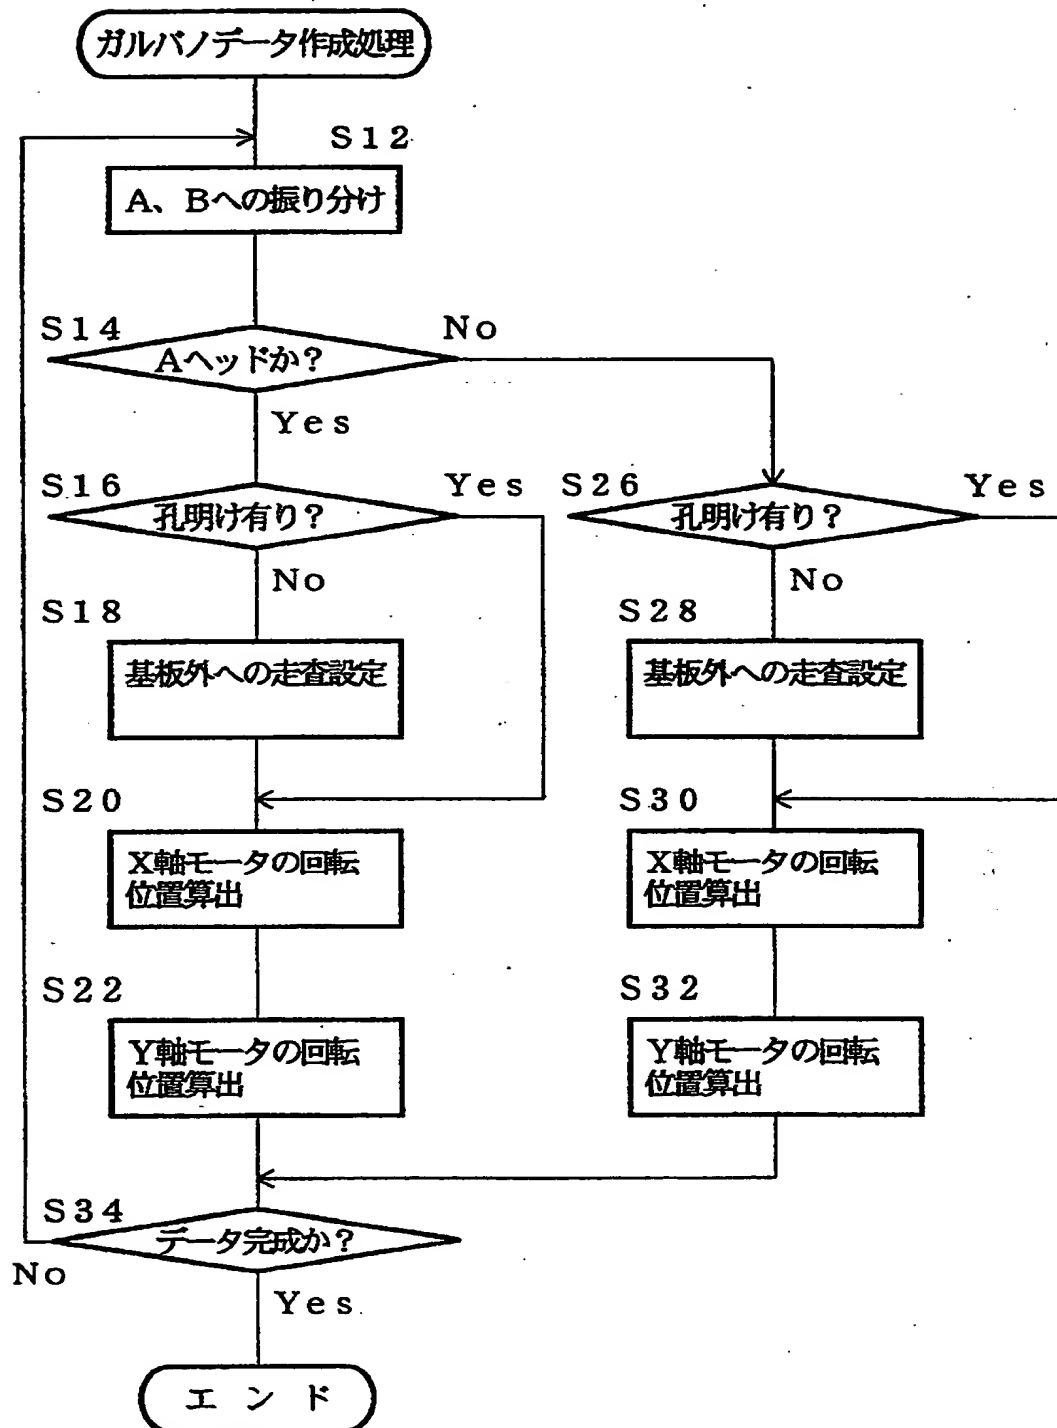 ガルバノデータ作成処理
S12
A、Bへの振り分け
S14
No
Aヘッドか?
Yes
S16
Yes
S26
Yes
孔明け有り?
孔明け有り?
No
No
S18
S28
基板外への走査設定
基板外への走査設定
S20
S30
X軸モータの回転
位置算出
X軸モータの回転
位置算出
S22
S32
Y軸モータの回転
位置算出
Y軸モータの回転
位置算出
S34
データ完成か?
No
Yes
エンド